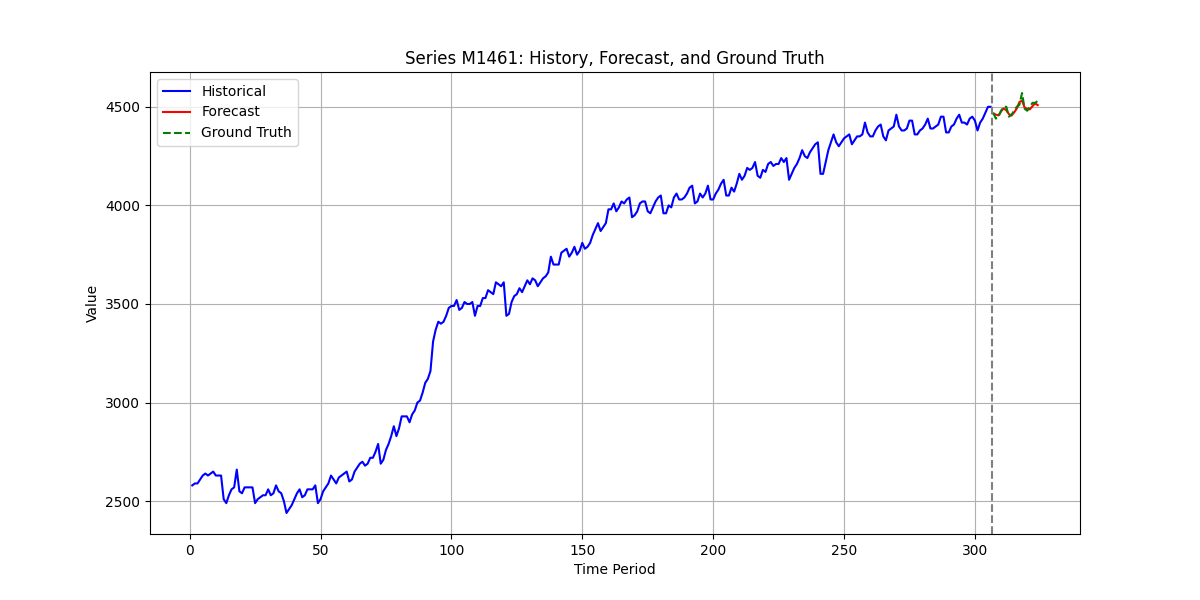 Series M1461: History, Forecast, and Ground Truth
Historical
Forecast
Ground Truth
4500
4000
3500
3000
2500
Value
0 50 100 150 200 250 300
Time Period